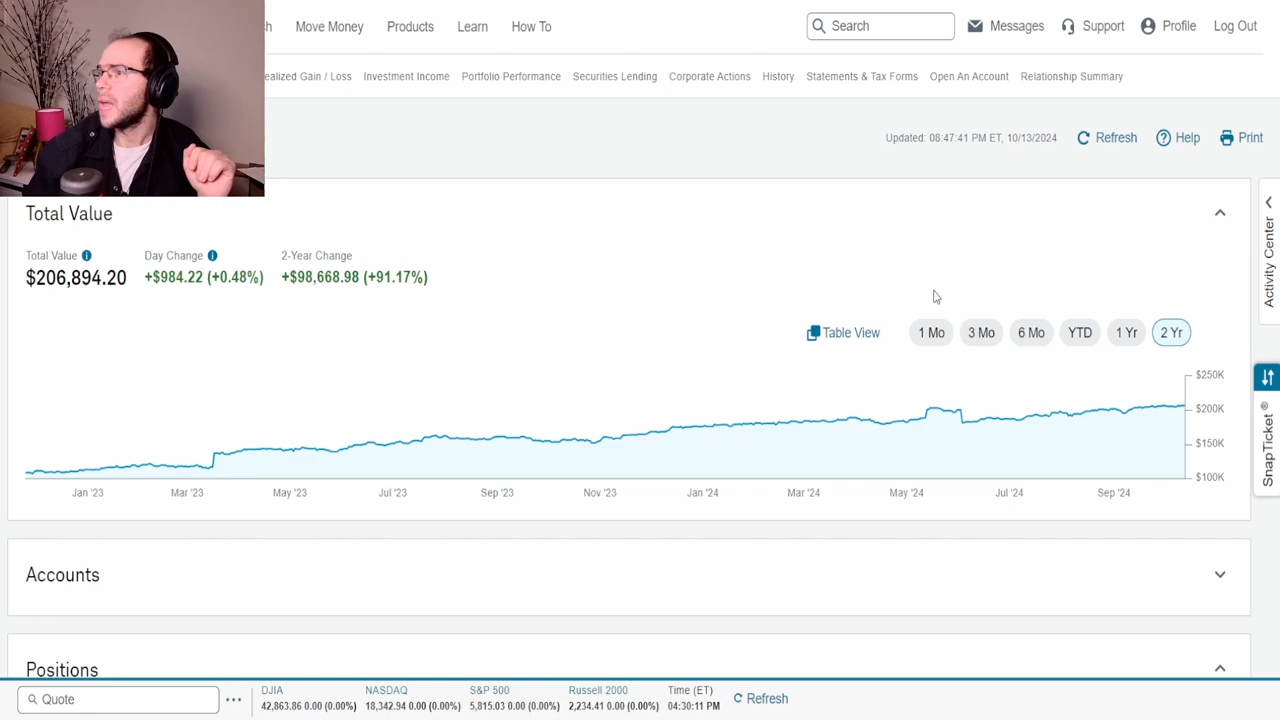 ch Move Money Products Learn How To Search Messages Support Profile Log Out
ealized Gain / Loss Investment Income Portfolio Performance Securities Lending Corporate Actions History Statements & Tax Forms Open An Account Relationship Summary
Updated: 08:47:41 PM ET, 10/13/2024 Refresh Help Print
Total Value
Total Value Day Change 2-Year Change
$206,894.20 +$984.22 (+0.48%) +$98,668.98 (+91.17%)
Table View 1 Mo 3 Mo 6 Mo YTD 1 Yr 2 Yr
$250K
$200K
$150K
$100K
Jan '23 Mar '23 May '23 Jul '23 Sep '23 Nov '23 Jan '24 Mar '24 May '24 Jul '24 Sep '24
Activity Center
SnapTicket ®
Accounts
Positions
Quote
DJIA NASDAQ S&P 500 Russell 2000 Time (ET)
42,863.86 0.00 (0.00%) 18,342.94 0.00 (0.00%) 5,815.03 0.00 (0.00%) 2,234.41 0.00 (0.00%) 04:30:11 PM
Refresh